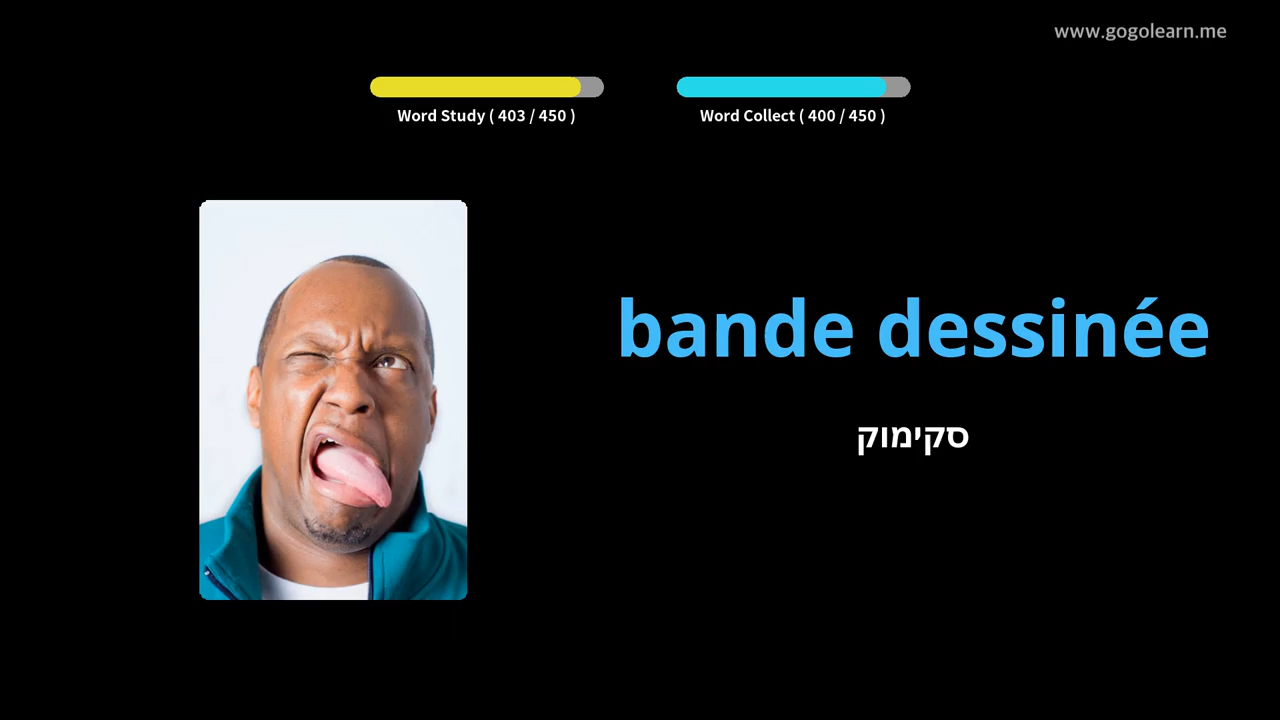 www.gogolearn.me
Word Study ( 403 / 450 )
Word Collect ( 400 / 450 )
bande dessinée
סקימוק